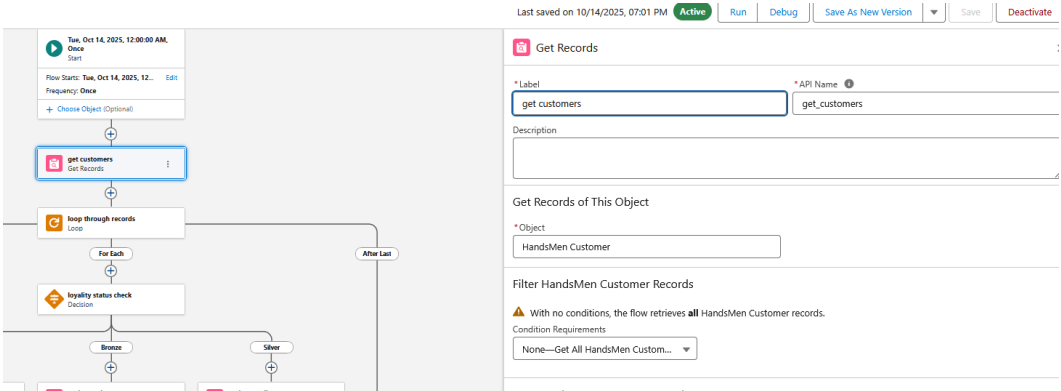 Last saved on 10/14/2025, 07:01 PM Active Run Debug Save As New Version Save Deactivate
Tue, Oct 14, 2025, 12:00:00 AM,
Once
Start
Flow Starts: Tue, Oct 14, 2025, 12... Edit
Frequency: Once
+ Choose Object (Optional)
get customers
Get Records
loop through records
Loop
For Each
After Last
loyality status check
Decision
Bronze
Silver
Get Records
*Label
get customers
*API Name
get_customers
Description
Get Records of This Object
*Object
HandsMen Customer
Filter HandsMen Customer Records
With no conditions, the flow retrieves all HandsMen Customer records.
Condition Requirements
None—Get All HandsMen Custom...